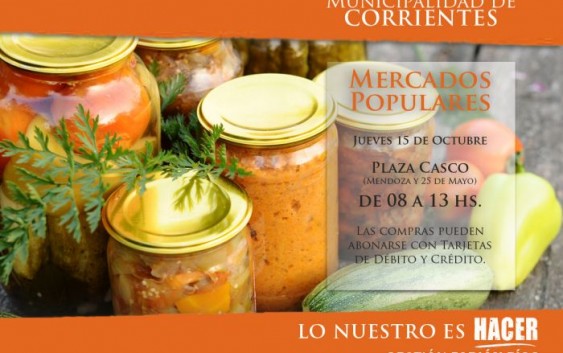 MUNICIPALIDAD DE
CORRIENTES
MERCADOS
POPULARES
JUEVES 15 DE OCTUBRE
PLAZA CASCO
(MENDOZA Y 25 DE MAYO)
DE 08 A 13 HS.
LAS COMPRAS PUEDEN
ABONARSE CON TARJETAS
DE DÉBITO Y CRÉDITO.
LO NUESTRO ES HACER